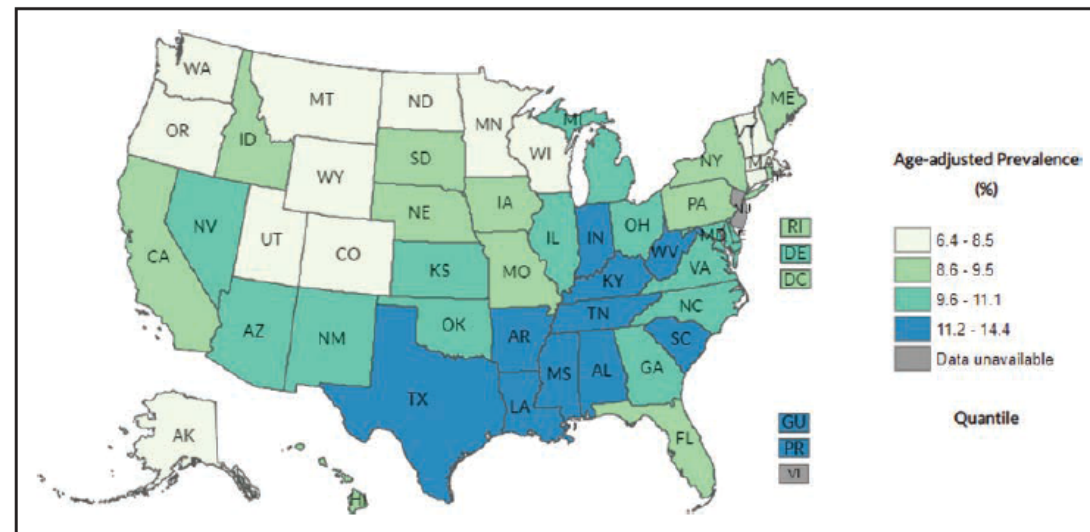 WA
MT
ND
MN
ME
VT
OR
ID
SD
WI
MI
NY
MA
WY
Age-adjusted Prevalence
(%)
NE
IA
PA
NJ
NV
UT
CO
IL
IN
OH
MD
RI
6.4 - 8.5
CA
KS
MO
WV
VA
DE
8.6 - 9.5
KY
DC
9.6 - 11.1
AZ
NM
OK
AR
TN
NC
11.2 - 14.4
SC
Data unavailable
TX
LA
MS
AL
GA
GU
Quantile
AK
FL
PR
VI
HI